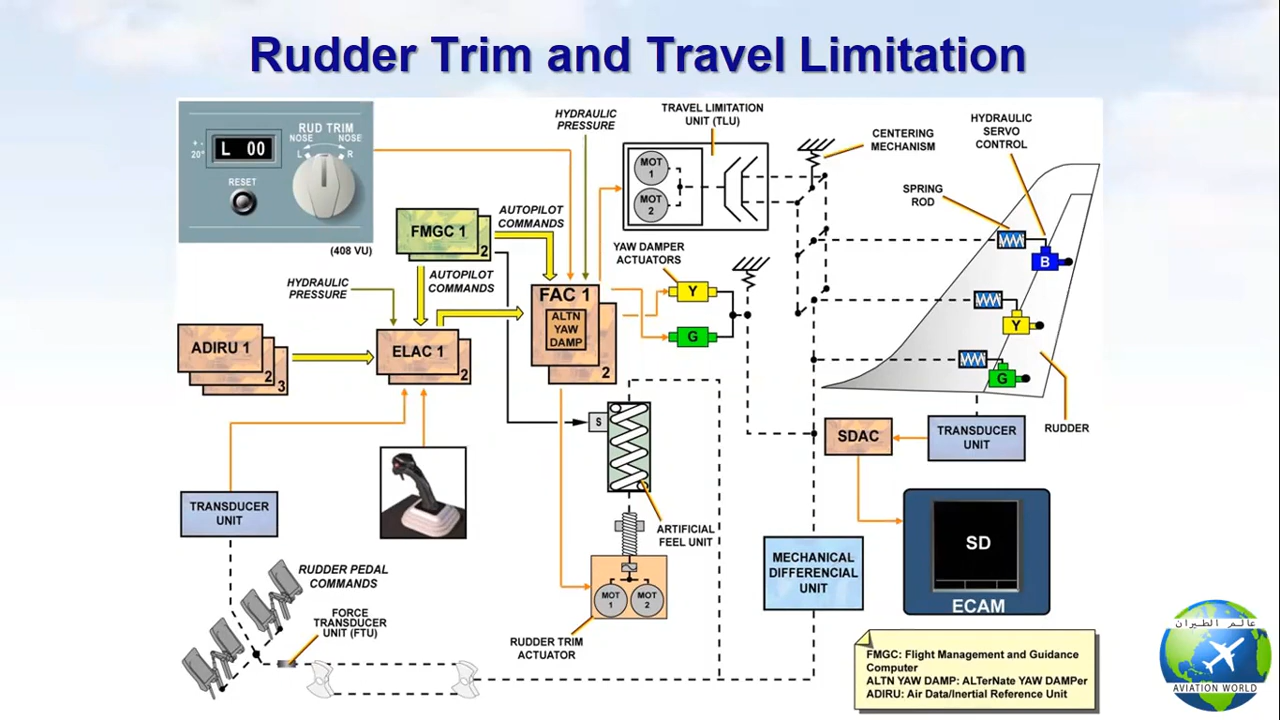 Rudder Trim and Travel Limitation
RUD TRIM
NOSE NOSE
L R
+ -
20°
L 00
RESET
(408 VU)
HYDRAULIC
PRESSURE
TRAVEL LIMITATION
UNIT (TLU)
MOT
1
MOT
2
CENTERING
MECHANISM
HYDRAULIC
SERVO
CONTROL
SPRING
ROD
FMGC 1
2
AUTOPILOT
COMMANDS
AUTOPILOT
COMMANDS
YAW DAMPER
ACTUATORS
HYDRAULIC
PRESSURE
FAC 1
ALTN
YAW
DAMP
2
Y
G
B
Y
G
ADIRU 1
2
3
ELAC 1
2
S
SDAC
TRANSDUCER
UNIT
RUDDER
TRANSDUCER
UNIT
ARTIFICIAL
FEEL UNIT
MECHANICAL
DIFFERENCIAL
UNIT
SD
ECAM
RUDDER PEDAL
COMMANDS
FORCE
TRANSDUCER
UNIT (FTU)
MOT
1
MOT
2
RUDDER TRIM
ACTUATOR
FMGC: Flight Management and Guidance
Computer
ALTN YAW DAMP: ALTerNate YAW DAMPer
ADIRU: Air Data/Inertial Reference Unit
عالم الطيران
AVIATION WORLD